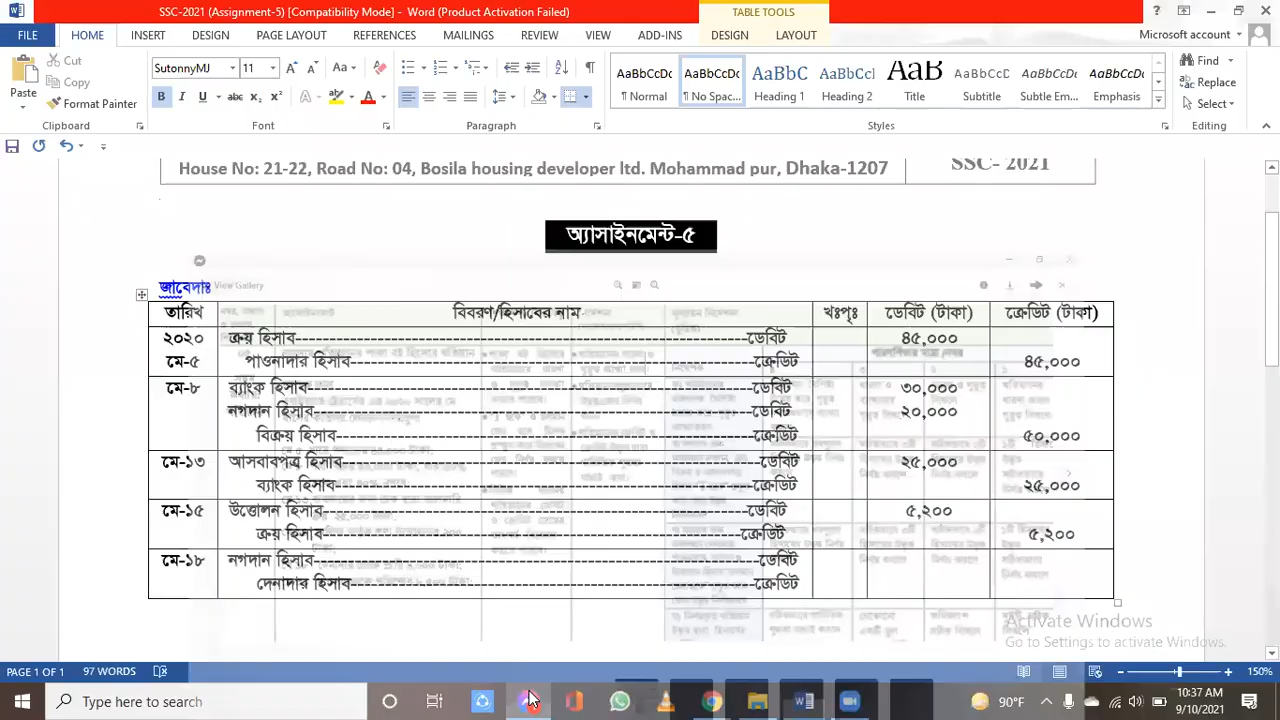 SSC-2021 (Assignment-5) [Compatibility Mode] - Word (Product Activation Failed)
TABLE TOOLS
FILE HOME INSERT DESIGN PAGE LAYOUT REFERENCES MAILINGS REVIEW VIEW ADD-INS DESIGN LAYOUT
Microsoft account
Paste
Cut
Copy
Format Painter
Clipboard
SutonnyMJ 11
Font
Paragraph
AaBbCcDc AaBbCcDc AaBbC AaBbCcl AaB AaBbCcD AaBbCcDc AaBbCcDc
¶ Normal ¶ No Spac... Heading 1 Heading 2 Title Subtitle Subtle Em... Emphasis
Styles
Find
Replace
Select
Editing
House No: 21-22, Road No: 04, Bosila housing developer ltd. Mohammad pur, Dhaka-1207
SSC- 2021
অ্যাসাইনমেন্ট-৫
View Gallery
জাবেদাঃ
তারিখ বিবরণ/হিসাবের নাম খঃপৃঃ ডেবিট (টাকা) ক্রেডিট (টাকা)
২০২০ ক্রয় হিসাব----ডেবিট ৪৫,০০০
মে-৫ পাওনাদার হিসাব----ক্রেডিট ৪৫,০০০
মে-৮ ব্যাংক হিসাব----ডেবিট ৩০,০০০
নগদান হিসাব----ডেবিট ২০,০০০
বিক্রয় হিসাব----ক্রেডিট ৫০,০০০
মে-১৩ আসবাবপত্র হিসাব----ডেবিট ২৫,০০০
ব্যাংক হিসাব----ক্রেডিট ২৫,০০০
মে-১৫ উত্তোলন হিসাব----ডেবিট ৫,২০০
ক্রয় হিসাব----ক্রেডিট ৫,২০০
মে-১৮ নগদান হিসাব----ডেবিট
দেনাদার হিসাব----ক্রেডিট
Activate Windows
Go to Settings to activate Windows.
PAGE 1 OF 1 97 WORDS 150%
Type here to search
90°F
10:37 AM
9/10/2021